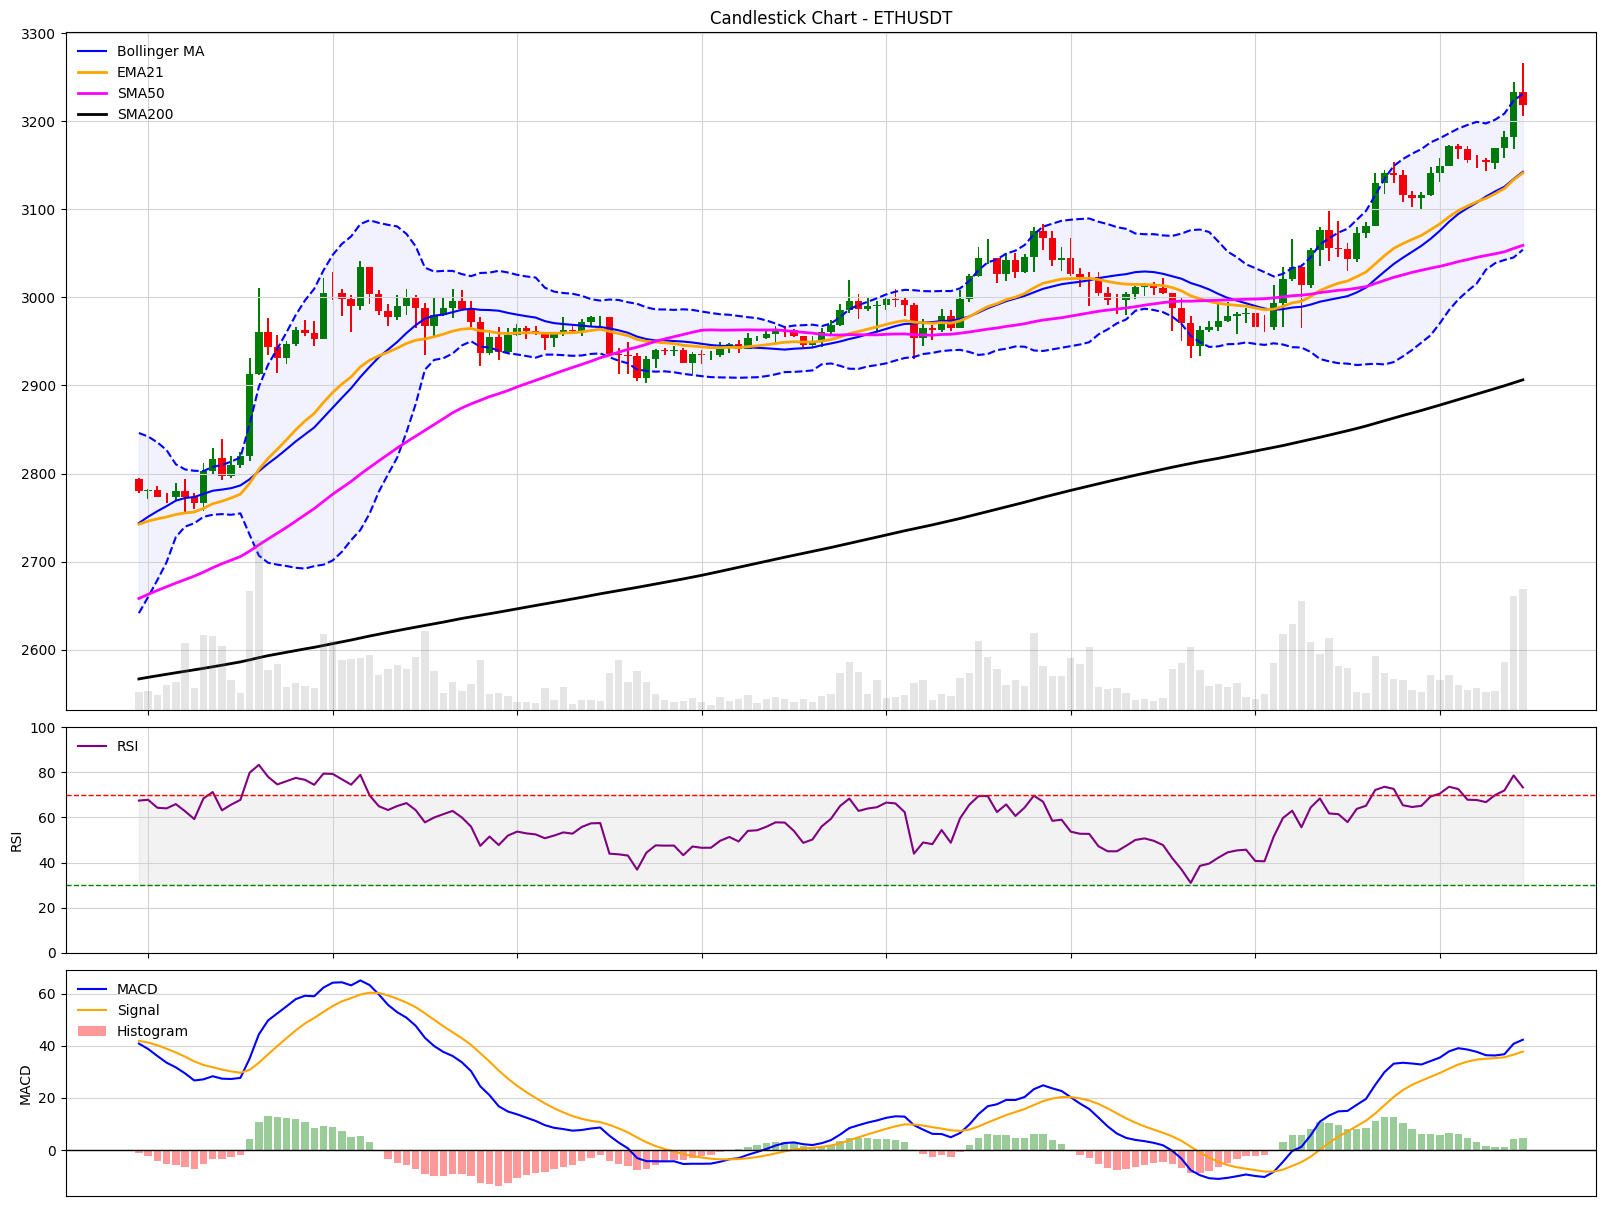 Candlestick Chart - ETHUSDT
Bollinger MA
EMA21
SMA50
SMA200
3300
3200
3100
3000
2900
2800
2700
2600
RSI
100
80
60
40
20
0
RSI
MACD
Signal
Histogram
60
40
20
0
MACD